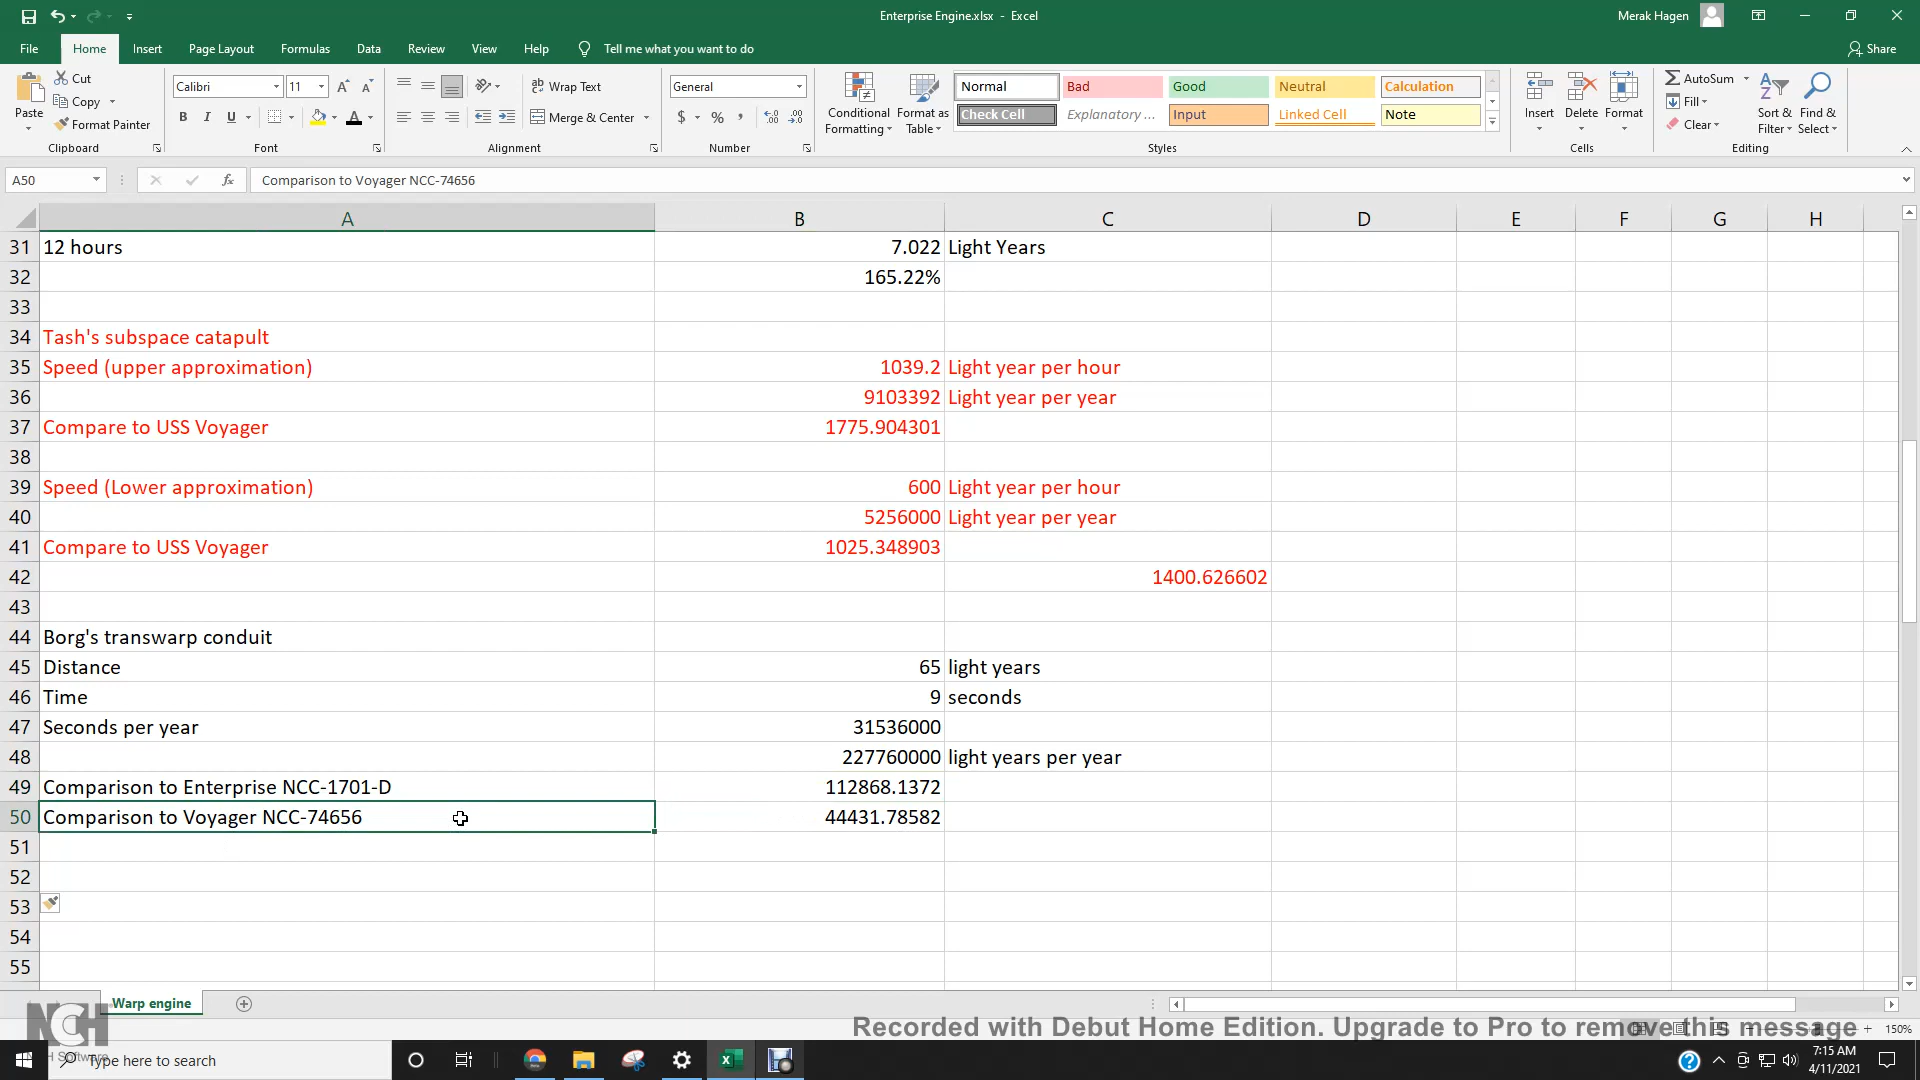 Enterprise Engine.xlsx - Excel
Merak Hagen
File Home Insert Page Layout Formulas Data Review View Help Tell me what you want to do Share
Paste
Cut
Copy
Format Painter
Clipboard
Calibri 11
B I U
Font
Wrap Text
Merge & Center
Alignment
General
$ % ,
Number
Conditional Formatting
Format as Table
Normal Bad Good Neutral Calculation
Check Cell Explanatory ... Input Linked Cell Note
Styles
Insert Delete Format
Cells
AutoSum
Fill
Clear
Sort & Filter
Find & Select
Editing
A50 fx Comparison to Voyager NCC-74656
A B C D E F G H
31 12 hours 7.022 Light Years
32 165.22%
33
34 Tash's subspace catapult
35 Speed (upper approximation) 1039.2 Light year per hour
36 9103392 Light year per year
37 Compare to USS Voyager 1775.904301
38
39 Speed (Lower approximation) 600 Light year per hour
40 5256000 Light year per year
41 Compare to USS Voyager 1025.348903
42 1400.626602
43
44 Borg's transwarp conduit
45 Distance 65 light years
46 Time 9 seconds
47 Seconds per year 31536000
48 227760000 light years per year
49 Comparison to Enterprise NCC-1701-D 112868.1372
50 Comparison to Voyager NCC-74656 44431.78582
51
52
53
54
55
Warp engine
NCH
Recorded with Debut Home Edition. Upgrade to Pro to remove this message
150%
Type here to search
7:15 AM
4/11/2021